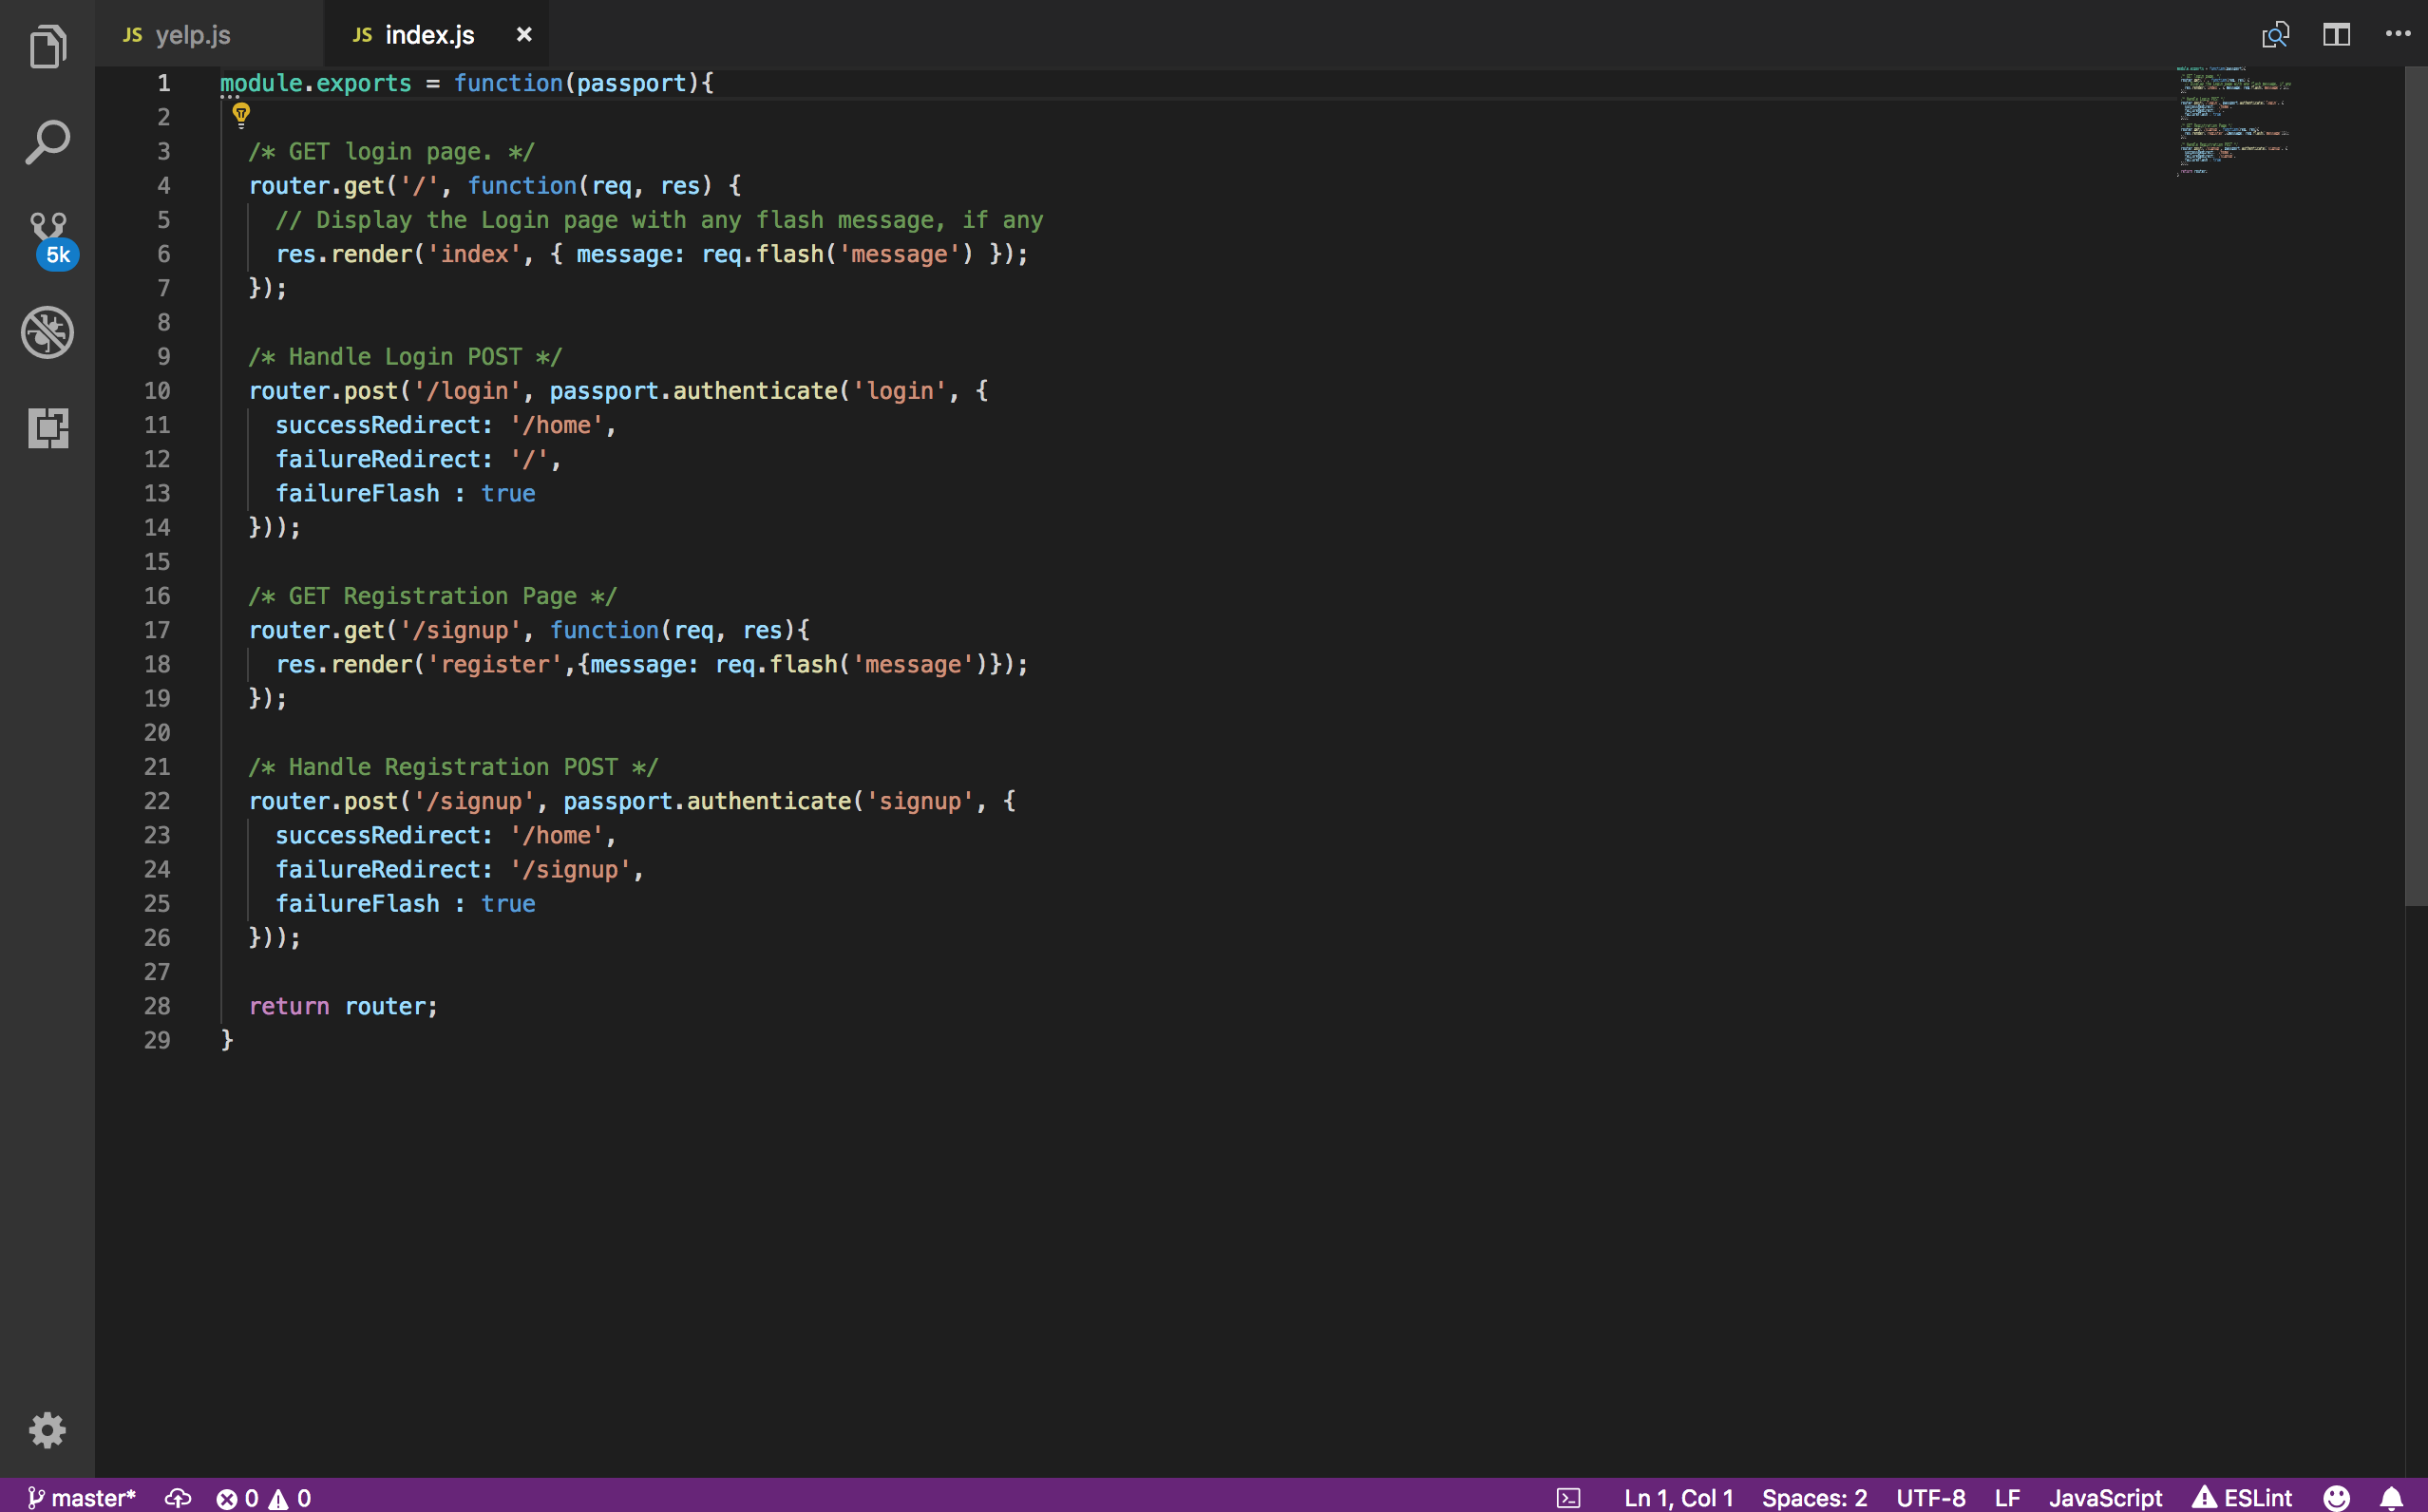 JS yelp.js JS index.js ×
1 module.exports = function(passport){
2
3   /* GET login page. */
4   router.get('/', function(req, res) {
5     // Display the Login page with any flash message, if any
6     res.render('index', { message: req.flash('message') });
7   });
8
9   /* Handle Login POST */
10   router.post('/login', passport.authenticate('login', {
11     successRedirect: '/home',
12     failureRedirect: '/',
13     failureFlash : true
14   }));
15
16   /* GET Registration Page */
17   router.get('/signup', function(req, res){
18     res.render('register',{message: req.flash('message')});
19   });
20
21   /* Handle Registration POST */
22   router.post('/signup', passport.authenticate('signup', {
23     successRedirect: '/home',
24     failureRedirect: '/signup',
25     failureFlash : true
26   }));
27
28   return router;
29 }
5k
master* 0 0 Ln 1, Col 1 Spaces: 2 UTF-8 LF JavaScript ESLint